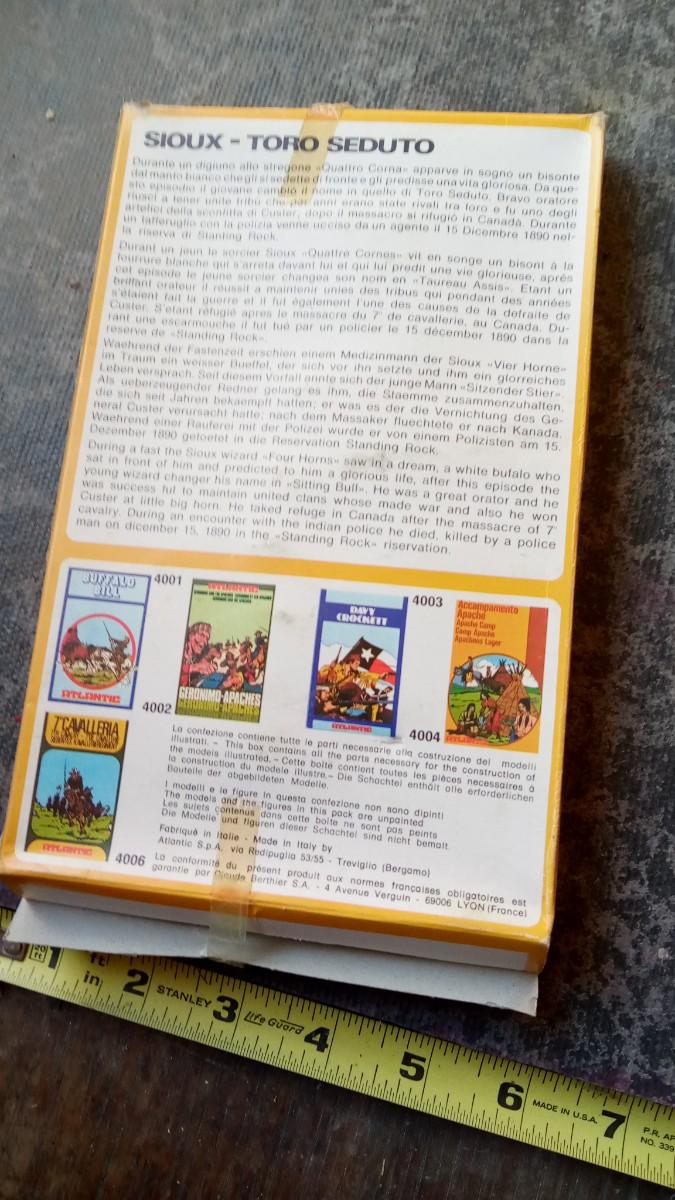 SIOUX - TORO SEDUTO
Durante un digiuno allo stregone «Quattro Corna» apparve in sogno un bisonte
dal manto bianco che gli si sedette di fronte e gli predisse una vita gloriosa. Da que-
sto episodio il giovane cambiò il nome in quello di Toro Seduto. Bravo oratore
riuscì a tener unite tribù che per anni erano state rivali tra loro e fu uno degli
artefici della sconfitta di Custer, dopo il massacro si rifugiò in Canadà. Durante
un tafferuglio con la polizia venne ucciso da un agente il 15 Dicembre 1890 nel-
la riserva di Standing Rock.
Durant un jeun le sorcier Sioux «Quattre Cornes» vit en songe un bisont à la
fourrure blanche qui s'arreta davant lui et qui lui predit une vie glorieuse, après
cet episode le jeune sorcier changea son nom en «Taureau Assis». Etant un
brillant orateur il réussit a maintenir unies des tribus qui pendant des années
s'étaient fait la guerre et il fut également l'une des causes de la defaite de
Custer. S'etant réfugié apres le massacre du 7° de cavallerie, au Canada. Du-
rant une escarmouche il fut tué par un policier le 15 décembre 1890 dans la
reserve de «Standing Rock».
Waehrend der Fastenzeit erschien einem Medizinmann der Sioux «Vier Horne»
im Traum ein weisser Bueffel, der sich vor ihn setzte und ihm ein glorreiches
Leben versprach. Seit diesem Vorfall annte sich der junge Mann «Sitzender Stier».
Als ueberzeugender Redner gelang es ihm, die Staemme zusammenzuhalten,
die sich seit Jahren bekaempft hatten; er was es der die Vernichtung des Ge-
neral Custer verursacht hatte; nach dem Massaker fluechtete er nach Kanada.
Waehrend einer Rauferei mit der Polizei wurde er von einem Polizisten am 15.
Dezember 1890 getoetet in die Reservation Standing Rock.
During a fast the Sioux wizard «Four Horns» saw in a dream, a white bufalo who
sat in front of him and predicted to him a glorious life, after this episode the
young wizard changer his name in «Sitting Bull». He was a great orator and he
was success ful to maintain united clans whose made war and also he won
Custer at little big horn. He taked refuge in Canada after the massacre of 7°
cavalry. During an encounter with the indian police he died, killed by a police
man on dicember 15, 1890 in the «Standing Rock» riservation.
BUFFALO
BILL
ATLANTIC
4001
ATLANTIC
GERONIMO-APACHES
GERONIMO-APACHES
4002
DAVY
CROCKETT
ATLANTIC
4003
Accampamento
Apache
Apache Camp
Camp Apache
Apachen Lager
ATLANTIC
4004
7°CAVALLERIA
ATLANTIC
4006
La confezione contiene tutte le parti necessarie alla costruzione dei modelli
illustrati. - This box contains all the parts necessary for the construction of
the models illustrated. - Cette boite contient toutes les pièces necessaires à
la construction du modèle illustre. - Die Schachtel enthält alle erforderlichen
Bauteile der abgebildeten Modelle.
I modelli e le figure in questa confezione non sono dipinti
The models and the figures in this pack are unpainted
Les sujets contenus dans cette boîte ne sont pas peints
Die Modelle und figuren dieser Schachtel sind nicht bemalt.
Fabriqué in Italie - Made in Italy by
Atlantic S.p.A. via Redipuglia 53/55 - Treviglio (Bergamo)
La conformité du présent produit aux normes françaises obligatoires est
garantie par Claude Berthier S.A. - 4 Avenue Verguin - 69006 LYON (France)
1 ft in 2 STANLEY 3 Life Guard 4 5 6 MADE IN U.S.A. 7